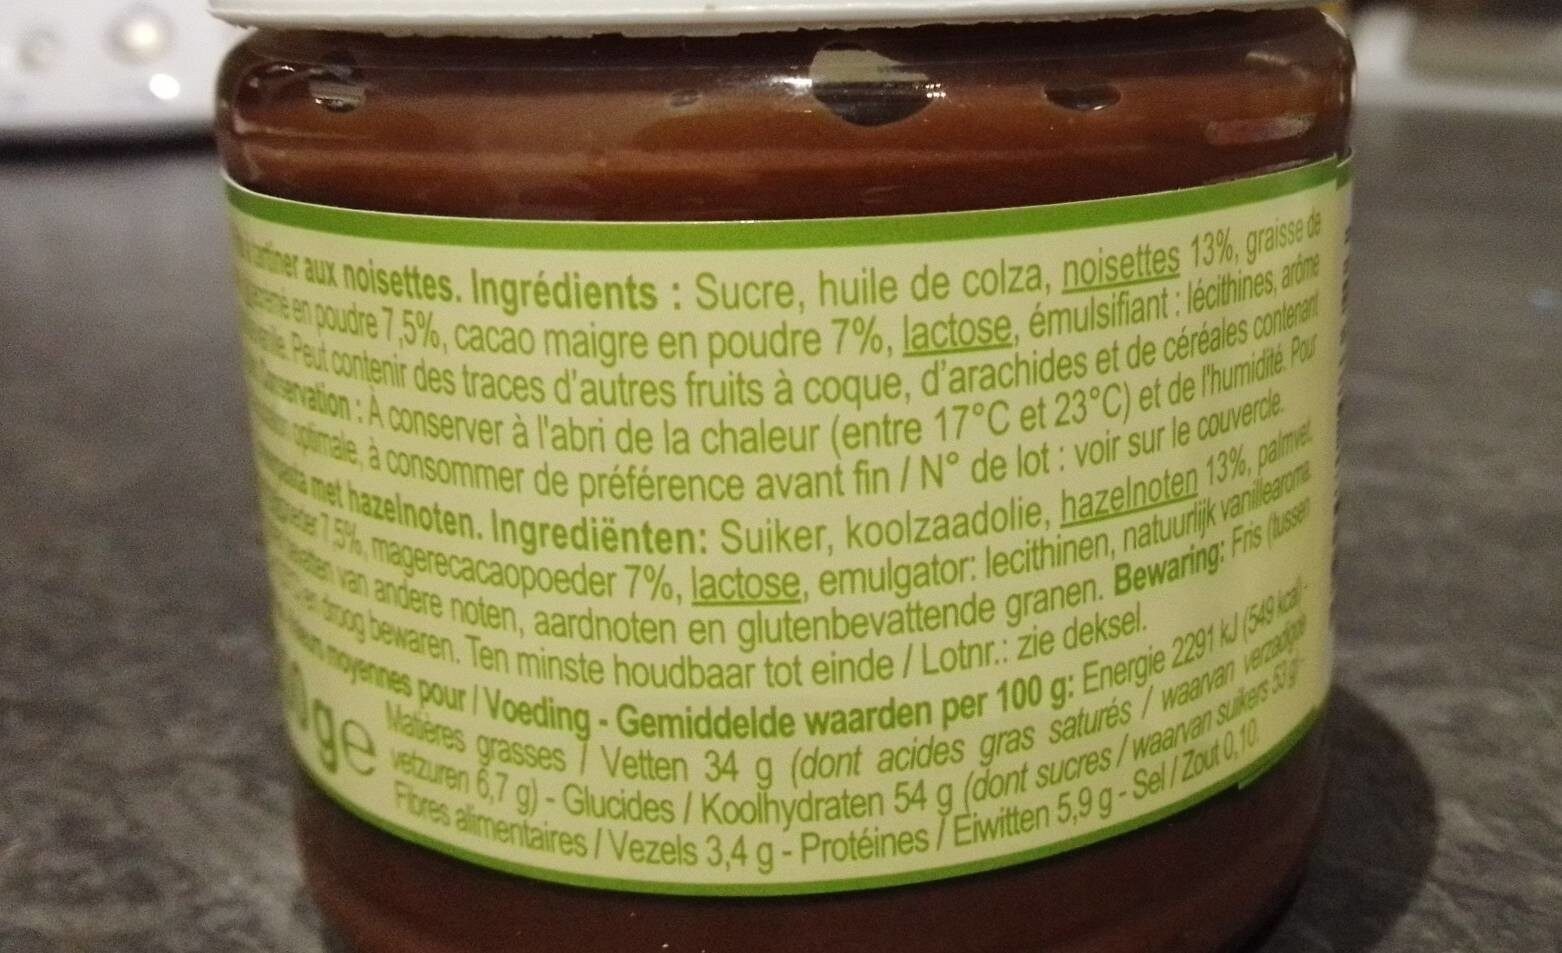 aux noisettes. Ingrédients : Sucre, huile de colza, noisettes 13%, graisse de
en poudre 7,5%, cacao maigre en poudre 7%, lactose, émulsifiant : lécithines, arôme
Peut contenir des traces d'autres fruits à coque, d'arachides et de céréales contenant
Conservation : À conserver à l'abri de la chaleur (entre 17°C et 23°C) et de l'humidité. Pour
optimale, à consommer de préférence avant fin / N° de lot : voir sur le couvercle.
met hazelnoten. Ingrediënten: Suiker, koolzaadolie, hazelnoten 13%, palmvet,
7,5%, magerecacaopoeder 7%, lactose, emulgator: lecithinen, natuurlijk vanillearoma.
van andere noten, aardnoten en glutenbevattende granen. Bewaring: Fris (tussen
en droog bewaren. Ten minste houdbaar tot einde / Lotnr.: zie deksel.
moyennes pour / Voeding - Gemiddelde waarden per 100 g: Energie 2291 kJ (549 kcal) -
Matières grasses / Vetten 34 g (dont acides gras saturés / waarvan verzadigde
vetzuren 6,7 g) - Glucides / Koolhydraten 54 g (dont sucres / waarvan suikers 53 g) -
Fibres alimentaires / Vezels 3,4 g - Protéines / Eiwitten 5,9 g - Sel / Zout 0,10.
g e